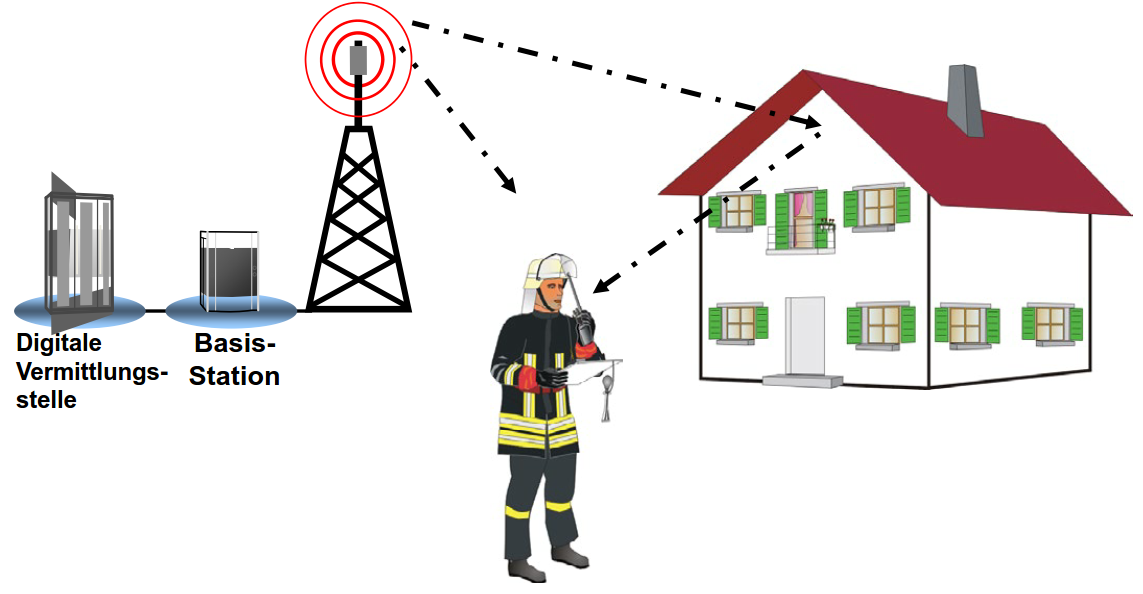 Digitale
Vermittlungs-
stelle
Basis-
Station